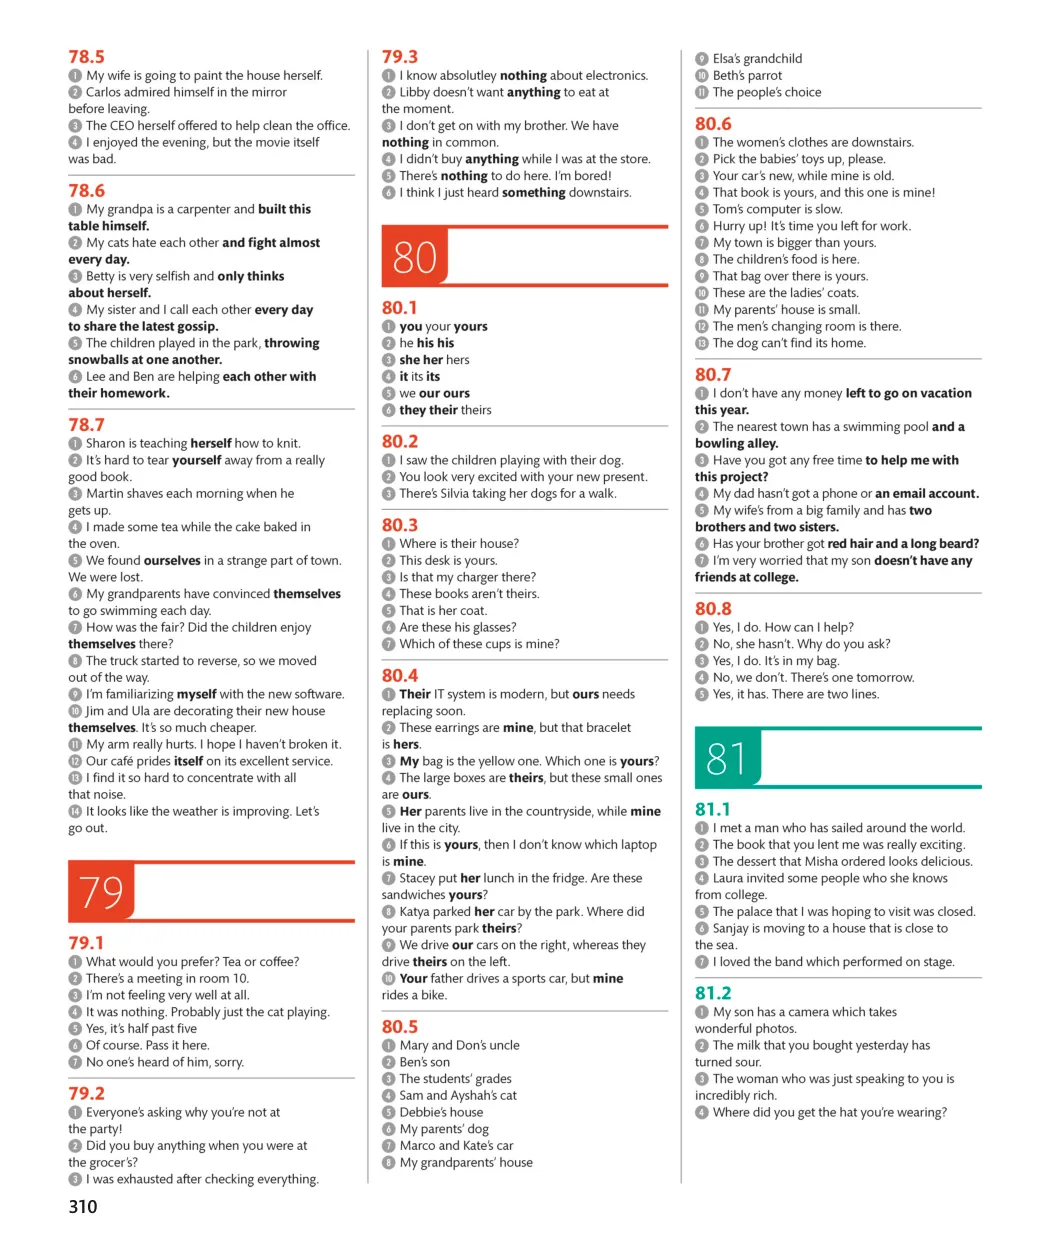 78.5
1 My wife is going to paint the house herself.
2 Carlos admired himself in the mirror
before leaving.
3 The CEO herself offered to help clean the office.
4 I enjoyed the evening, but the movie itself
was bad.
78.6
1 My grandpa is a carpenter and built this
table himself.
2 My cats hate each other and fight almost
every day.
3 Betty is very selfish and only thinks
about herself.
4 My sister and I call each other every day
to share the latest gossip.
5 The children played in the park, throwing
snowballs at one another.
6 Lee and Ben are helping each other with
their homework.
78.7
1 Sharon is teaching herself how to knit.
2 It's hard to tear yourself away from a really
good book.
3 Martin shaves each morning when he
gets up.
4 I made some tea while the cake baked in
the oven.
5 We found ourselves in a strange part of town.
We were lost.
6 My grandparents have convinced themselves
to go swimming each day.
7 How was the fair? Did the children enjoy
themselves there?
8 The truck started to reverse, so we moved
out of the way.
9 I'm familiarizing myself with the new software.
10 Jim and Ula are decorating their new house
themselves. It's so much cheaper.
11 My arm really hurts. I hope I haven't broken it.
12 Our café prides itself on its excellent service.
13 I find it so hard to concentrate with all
that noise.
14 It looks like the weather is improving. Let's
go out.
79
79.1
1 What would you prefer? Tea or coffee?
2 There's a meeting in room 10.
3 I'm not feeling very well at all.
4 It was nothing. Probably just the cat playing.
5 Yes, it's half past five
6 Of course. Pass it here.
7 No one's heard of him, sorry.
79.2
1 Everyone's asking why you're not at
the party!
2 Did you buy anything when you were at
the grocer's?
3 I was exhausted after checking everything.
310
79.3
1 I know absolutley nothing about electronics.
2 Libby doesn't want anything to eat at
the moment.
3 I don't get on with my brother. We have
nothing in common.
4 I didn't buy anything while I was at the store.
5 There's nothing to do here. I'm bored!
6 I think I just heard something downstairs.
80
80.1
1 you your yours
2 he his his
3 she her hers
4 it its its
5 we our ours
6 they their theirs
80.2
1 I saw the children playing with their dog.
2 You look very excited with your new present.
3 There's Silvia taking her dogs for a walk.
80.3
1 Where is their house?
2 This desk is yours.
3 Is that my charger there?
4 These books aren't theirs.
5 That is her coat.
6 Are these his glasses?
7 Which of these cups is mine?
80.4
1 Their IT system is modern, but ours needs
replacing soon.
2 These earrings are mine, but that bracelet
is hers.
3 My bag is the yellow one. Which one is yours?
4 The large boxes are theirs, but these small ones
are ours.
5 Her parents live in the countryside, while mine
live in the city.
6 If this is yours, then I don't know which laptop
is mine.
7 Stacey put her lunch in the fridge. Are these
sandwiches yours?
8 Katya parked her car by the park. Where did
your parents park theirs?
9 We drive our cars on the right, whereas they
drive theirs on the left.
10 Your father drives a sports car, but mine
rides a bike.
80.5
1 Mary and Don's uncle
2 Ben's son
3 The students' grades
4 Sam and Ayshah's cat
5 Debbie's house
6 My parents' dog
7 Marco and Kate's car
8 My grandparents' house
9 Elsa's grandchild
10 Beth's parrot
11 The people's choice
80.6
1 The women's clothes are downstairs.
2 Pick the babies' toys up, please.
3 Your car's new, while mine is old.
4 That book is yours, and this one is mine!
5 Tom's computer is slow.
6 Hurry up! It's time you left for work.
7 My town is bigger than yours.
8 The children's food is here.
9 That bag over there is yours.
10 These are the ladies' coats.
11 My parents' house is small.
12 The men's changing room is there.
13 The dog can't find its home.
80.7
1 I don't have any money left to go on vacation
this year.
2 The nearest town has a swimming pool and a
bowling alley.
3 Have you got any free time to help me with
this project?
4 My dad hasn't got a phone or an email account.
5 My wife's from a big family and has two
brothers and two sisters.
6 Has your brother got red hair and a long beard?
7 I'm very worried that my son doesn't have any
friends at college.
80.8
1 Yes, I do. How can I help?
2 No, she hasn't. Why do you ask?
3 Yes, I do. It's in my bag.
4 No, we don't. There's one tomorrow.
5 Yes, it has. There are two lines.
81
81.1
1 I met a man who has sailed around the world.
2 The book that you lent me was really exciting.
3 The dessert that Misha ordered looks delicious.
4 Laura invited some people who she knows
from college.
5 The palace that I was hoping to visit was closed.
6 Sanjay is moving to a house that is close to
the sea.
7 I loved the band which performed on stage.
81.2
1 My son has a camera which takes
wonderful photos.
2 The milk that you bought yesterday has
turned sour.
3 The woman who was just speaking to you is
incredibly rich.
4 Where did you get the hat you're wearing?